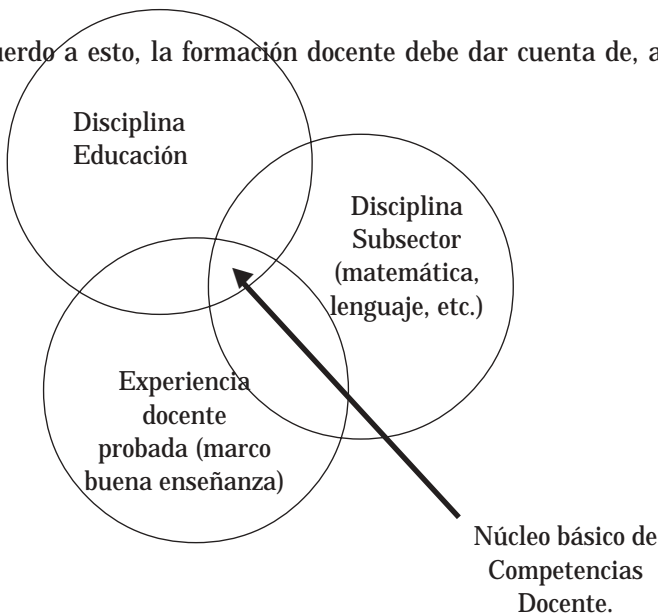 a esto, la formación docente debe dar cuenta de,
Disciplina
Educación
Disciplina
Subsector
(matemática,
lenguaje, etc.)
Experiencia
docente
probada (marco
buena enseñanza)
Núcleo básico de
Competencias
Docente.